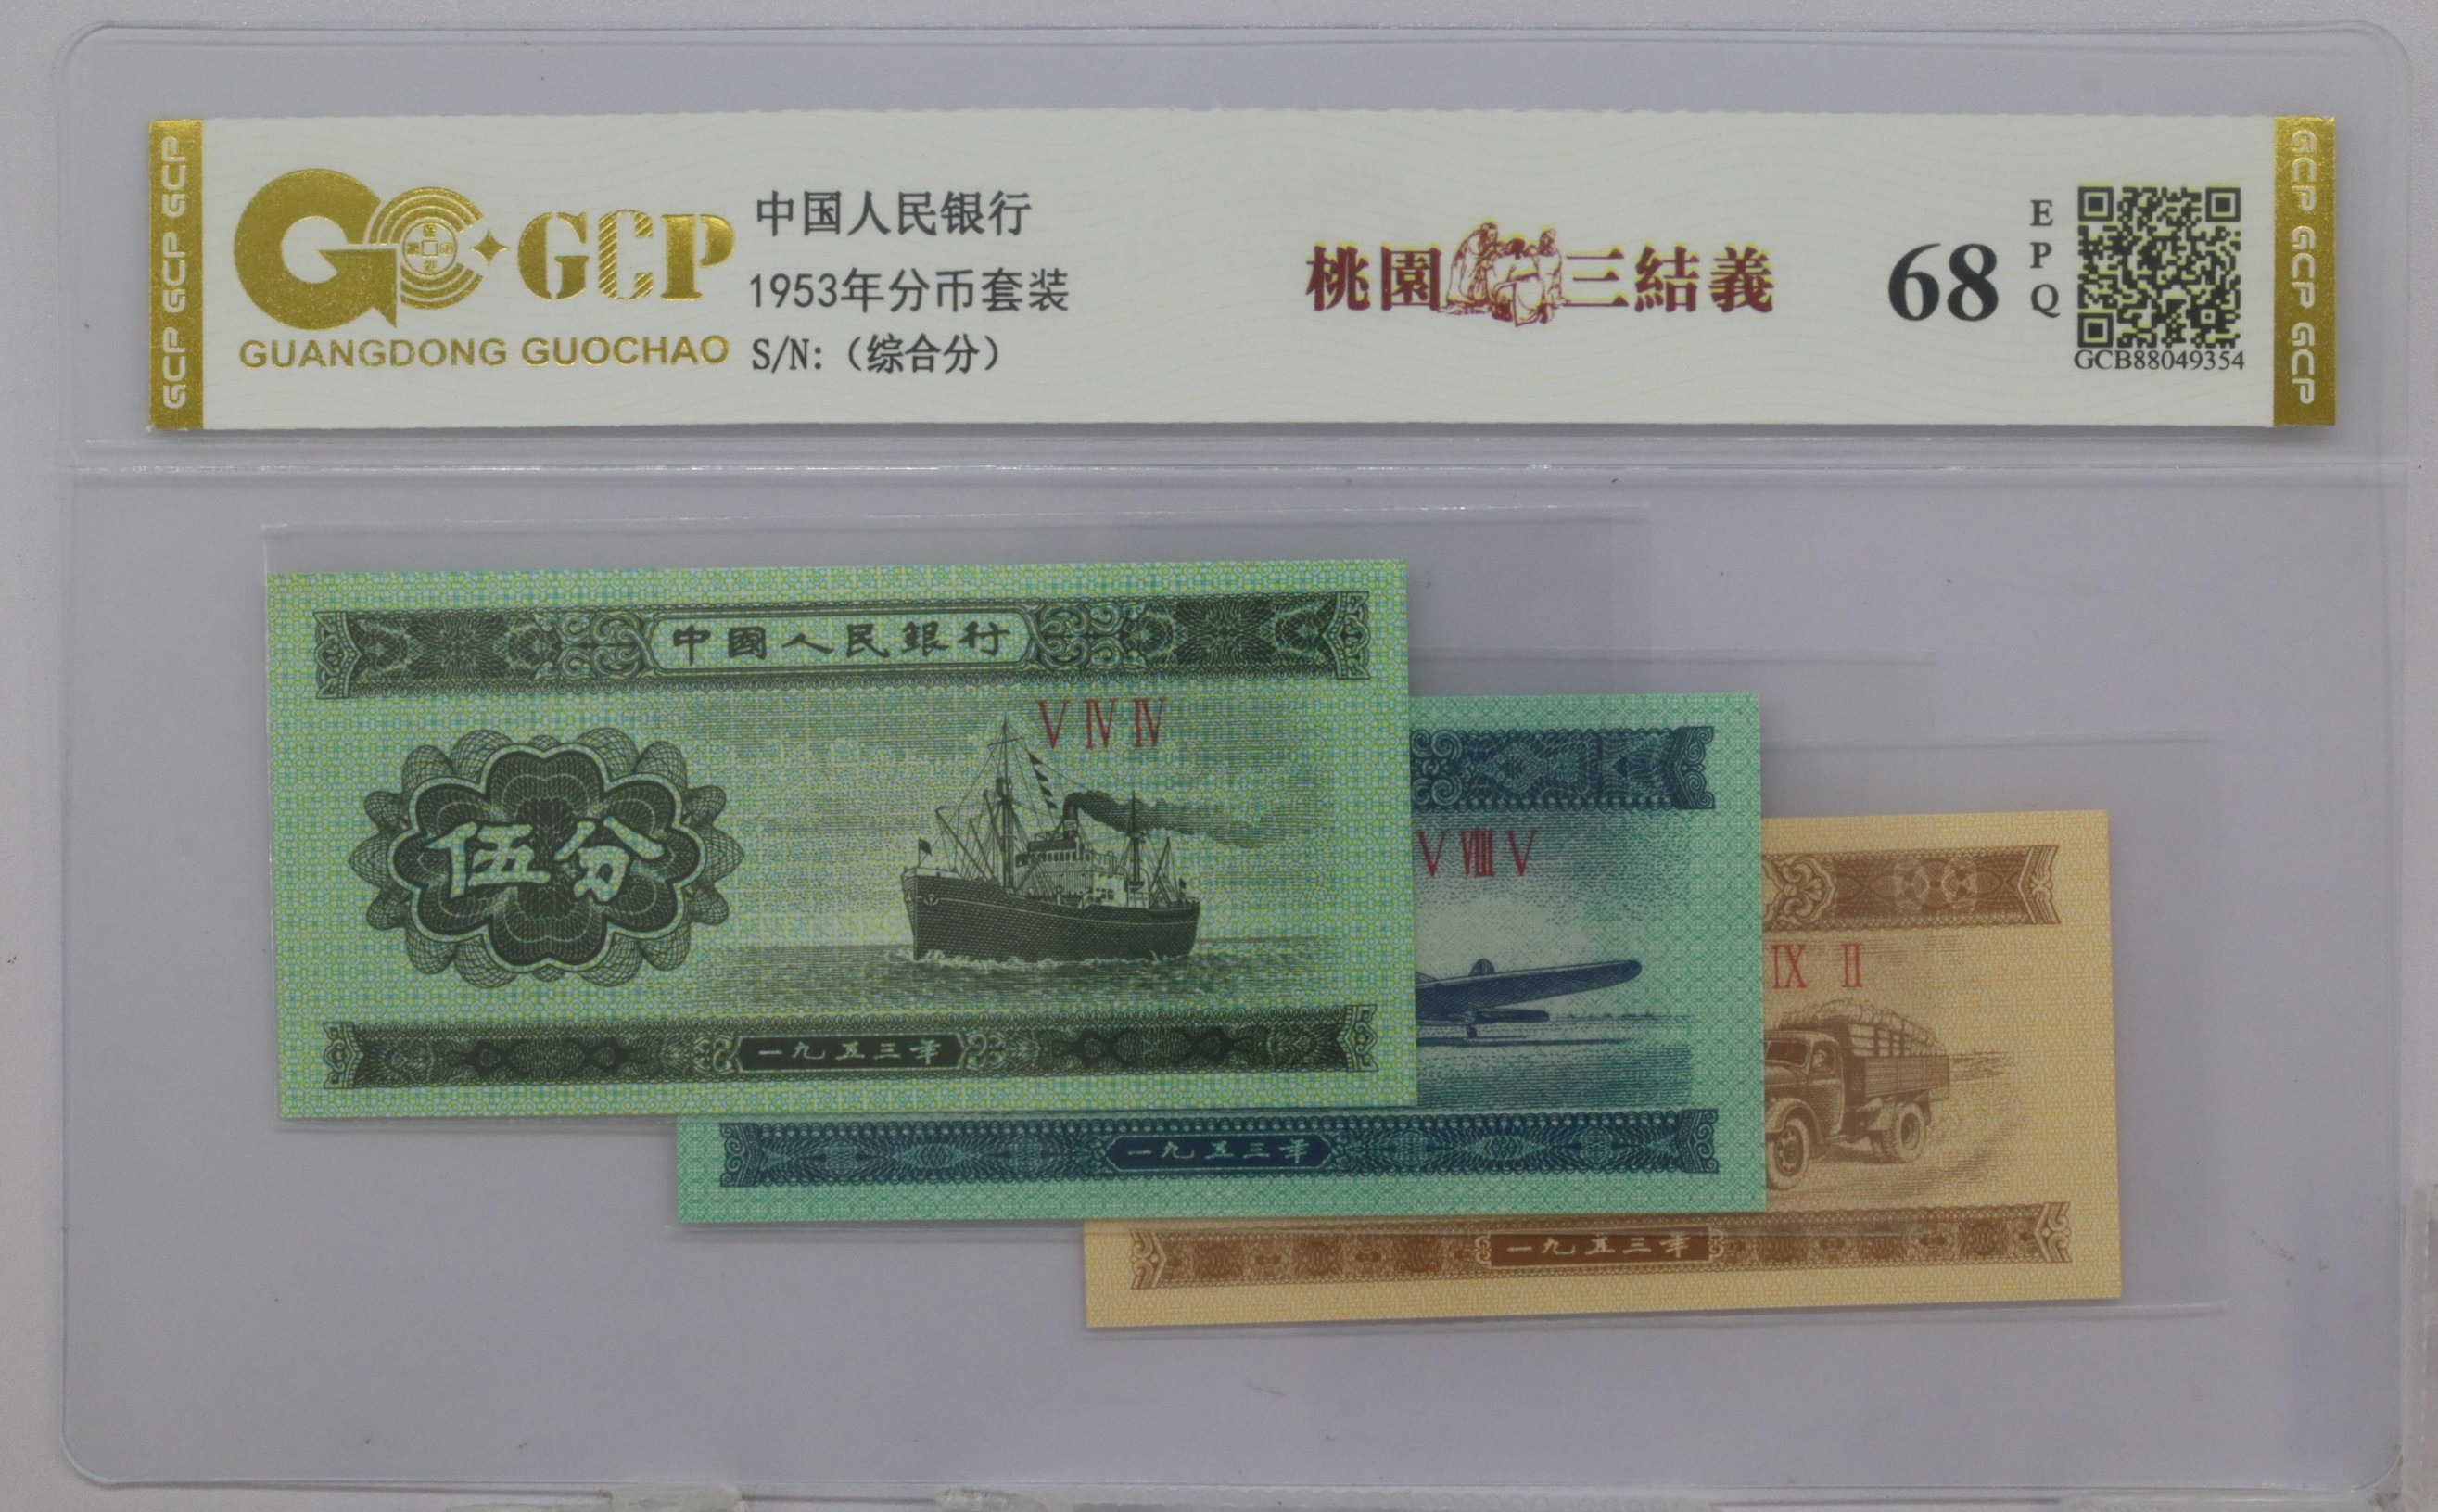 GCP GCP GCP
GCP
GUANGDONG GUOCHAO
中国人民银行
1953年分币套装
S/N:（综合分）
桃園三結義
68
EPQ
GCB88049354
GCP GCP GCP
中國人民銀行
V IV IV
伍分
一九五三年
V VIII V
一九五三年
IX II
一九五三年